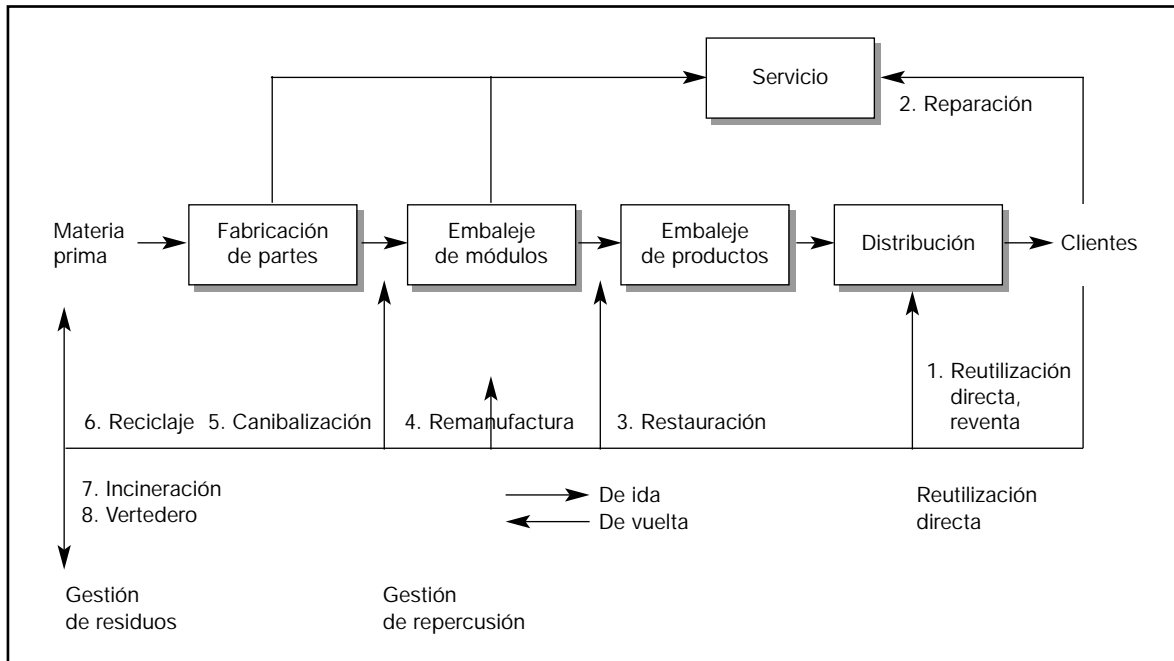 Servicio
2. Reparación
Materia
prima
Fabricación
de partes
Embaleje
de módulos
Embaleje
de productos
Distribución
Clientes
1. Reutilización
directa,
reventa
6. Reciclaje
5. Canibalización
4. Remanufactura
3. Restauración
7. Incineración
8. Vertedero
De ida
De vuelta
Reutilización
directa
Gestión
de residuos
Gestión
de repercusión